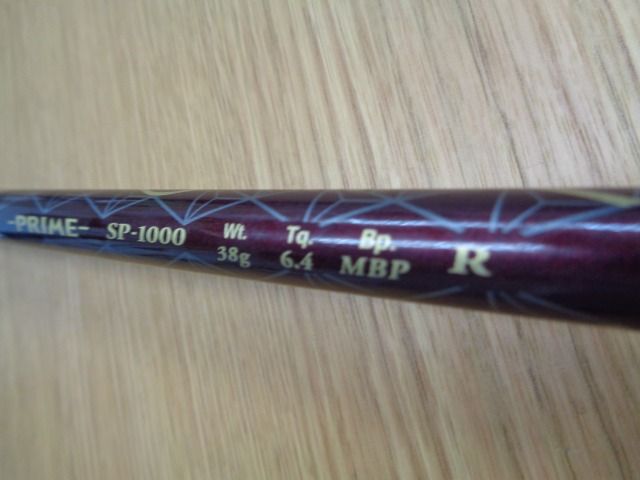 -PRIME- SP-1000 Wt. Tq. Bp. R
38g 6.4 MBP